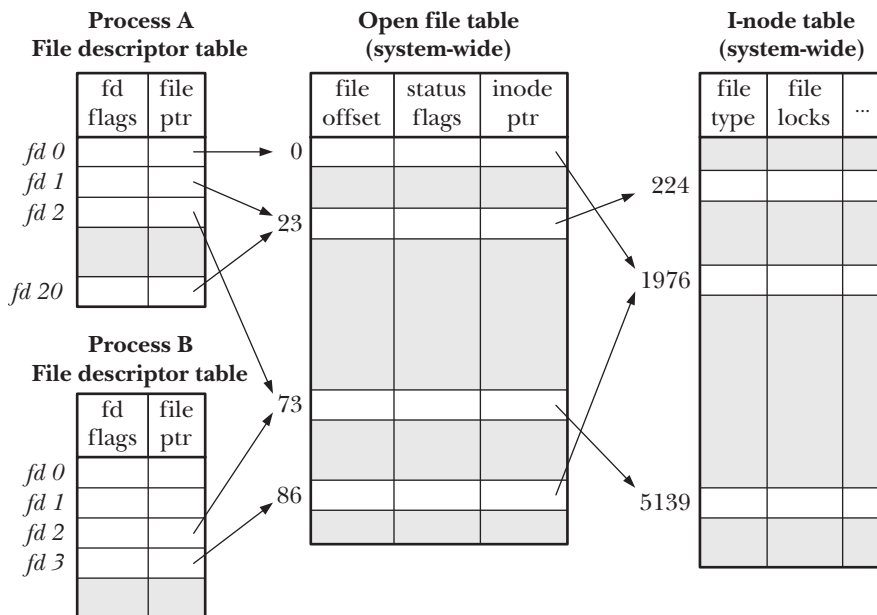 Process A
File descriptor table
fd
flags
file
ptr
fd 0
fd 1
fd 2
fd 20
Process B
File descriptor table
fd
flags
file
ptr
fd 0
fd 1
fd 2
fd 3
Open file table
(system-wide)
file
offset
status
flags
inode
ptr
0
23
73
86
I-node table
(system-wide)
file
type
file
locks
...
224
1976
5139